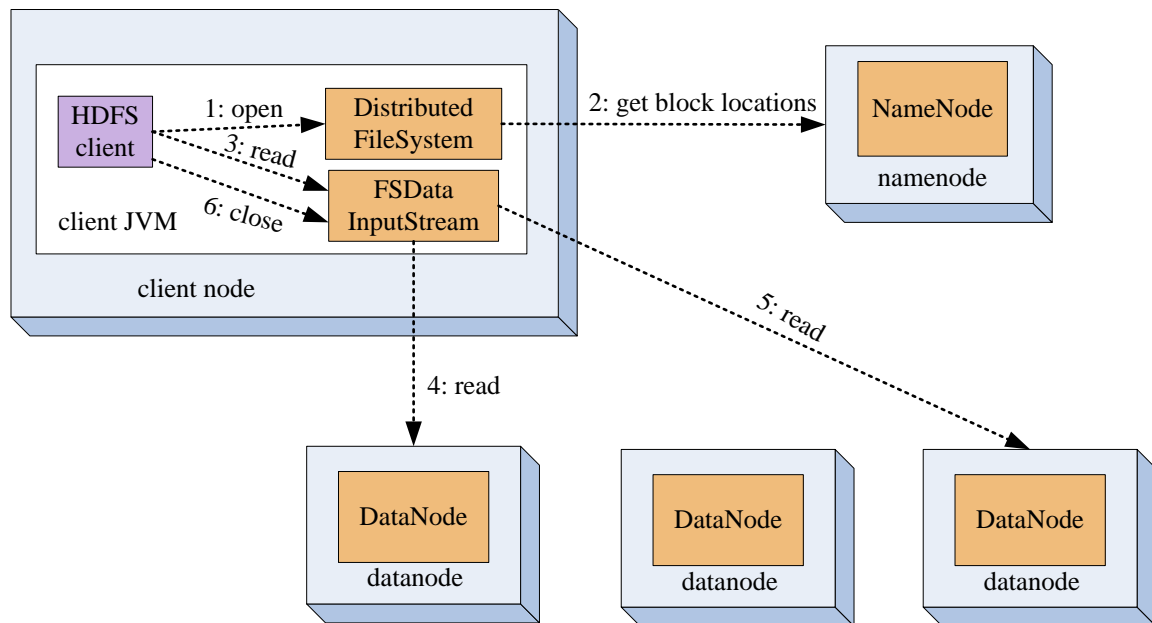 HDFS
client
1: open
Distributed
FileSystem
2: get block locations
NameNode
namenode
3: read
FSData
InputStream
6: close
client JVM
client node
5: read
4: read
DataNode
datanode
DataNode
datanode
DataNode
datanode